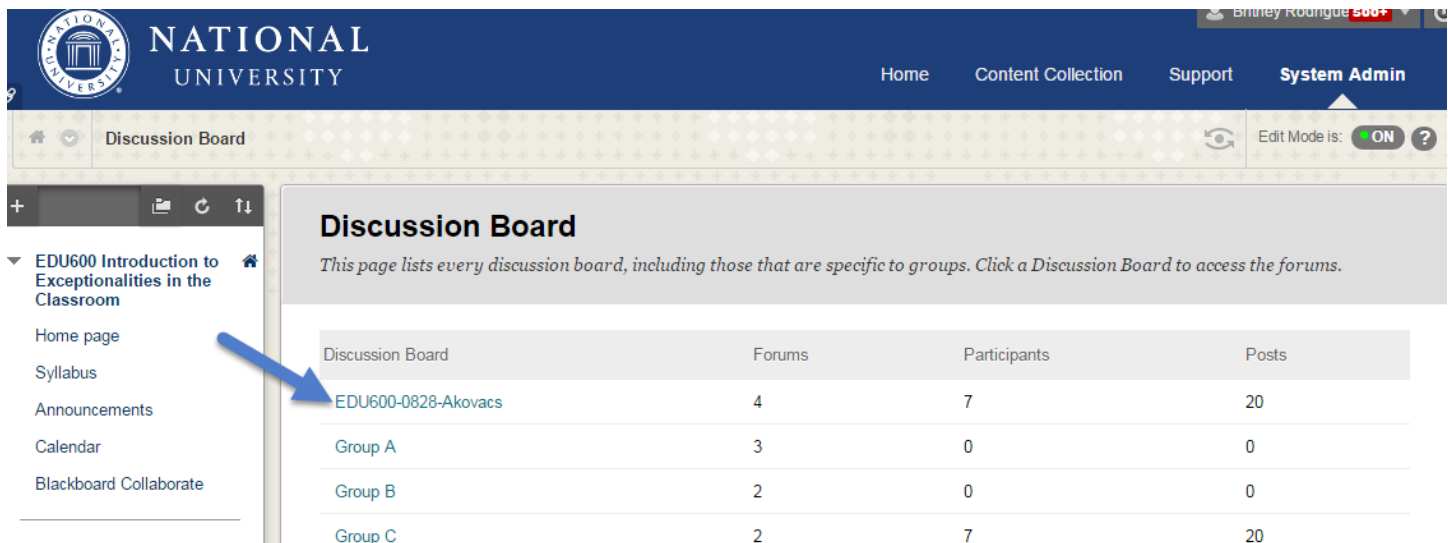 NATIONAL
UNIVERSITY
NATIONAL UNIVERSITY
Home Content Collection Support System Admin
Discussion Board
Edit Mode is: ON ?
EDU600 Introduction to
Exceptionalities in the
Classroom
Home page
Syllabus
Announcements
Calendar
Blackboard Collaborate
Discussion Board
This page lists every discussion board, including those that are specific to groups. Click a Discussion Board to access the forums.
Discussion Board Forums Participants Posts
EDU600-0828-Akovacs 4 7 20
Group A 3 0 0
Group B 2 0 0
Group C 2 7 20